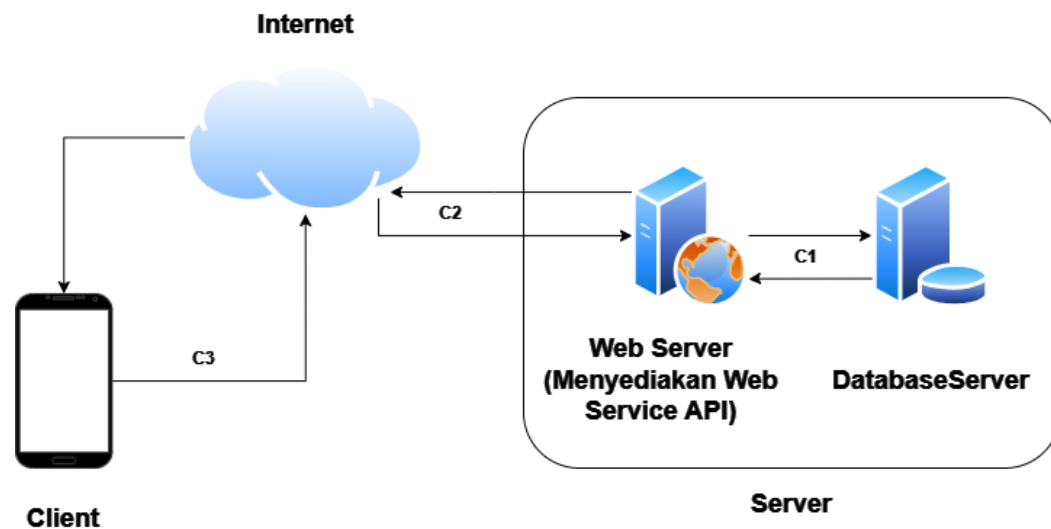 Internet
C2
C1
C3
Web Server
(Menyediakan Web
Service API)
DatabaseServer
Server
Client